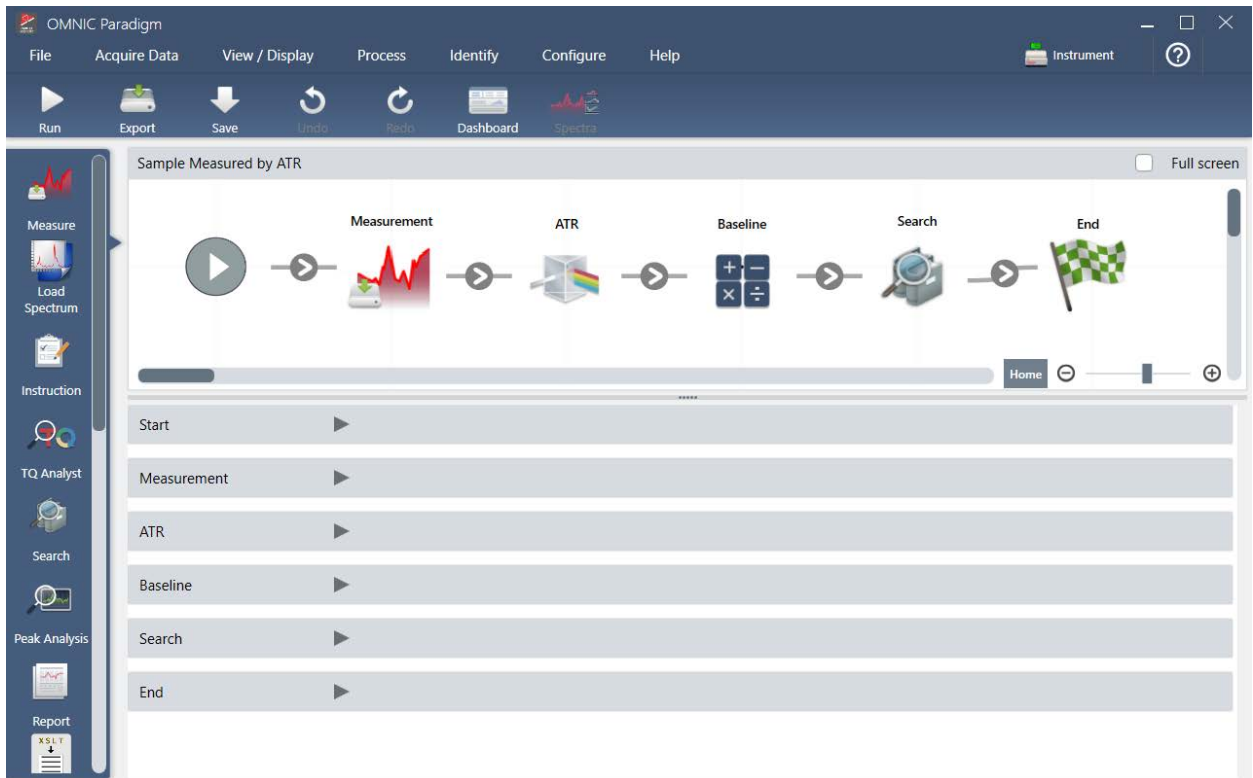 OMNIC Paradigm
File Acquire Data View / Display Process Identify Configure Help Instrument
Run Export Save Undo Redo Dashboard Spectra
Sample Measured by ATR Full screen
Measure
Load
Spectrum
Instruction
TQ Analyst
Search
Peak Analysis
Report
XSLT
Measurement ATR Baseline Search End
Home
Start
Measurement
ATR
Baseline
Search
End